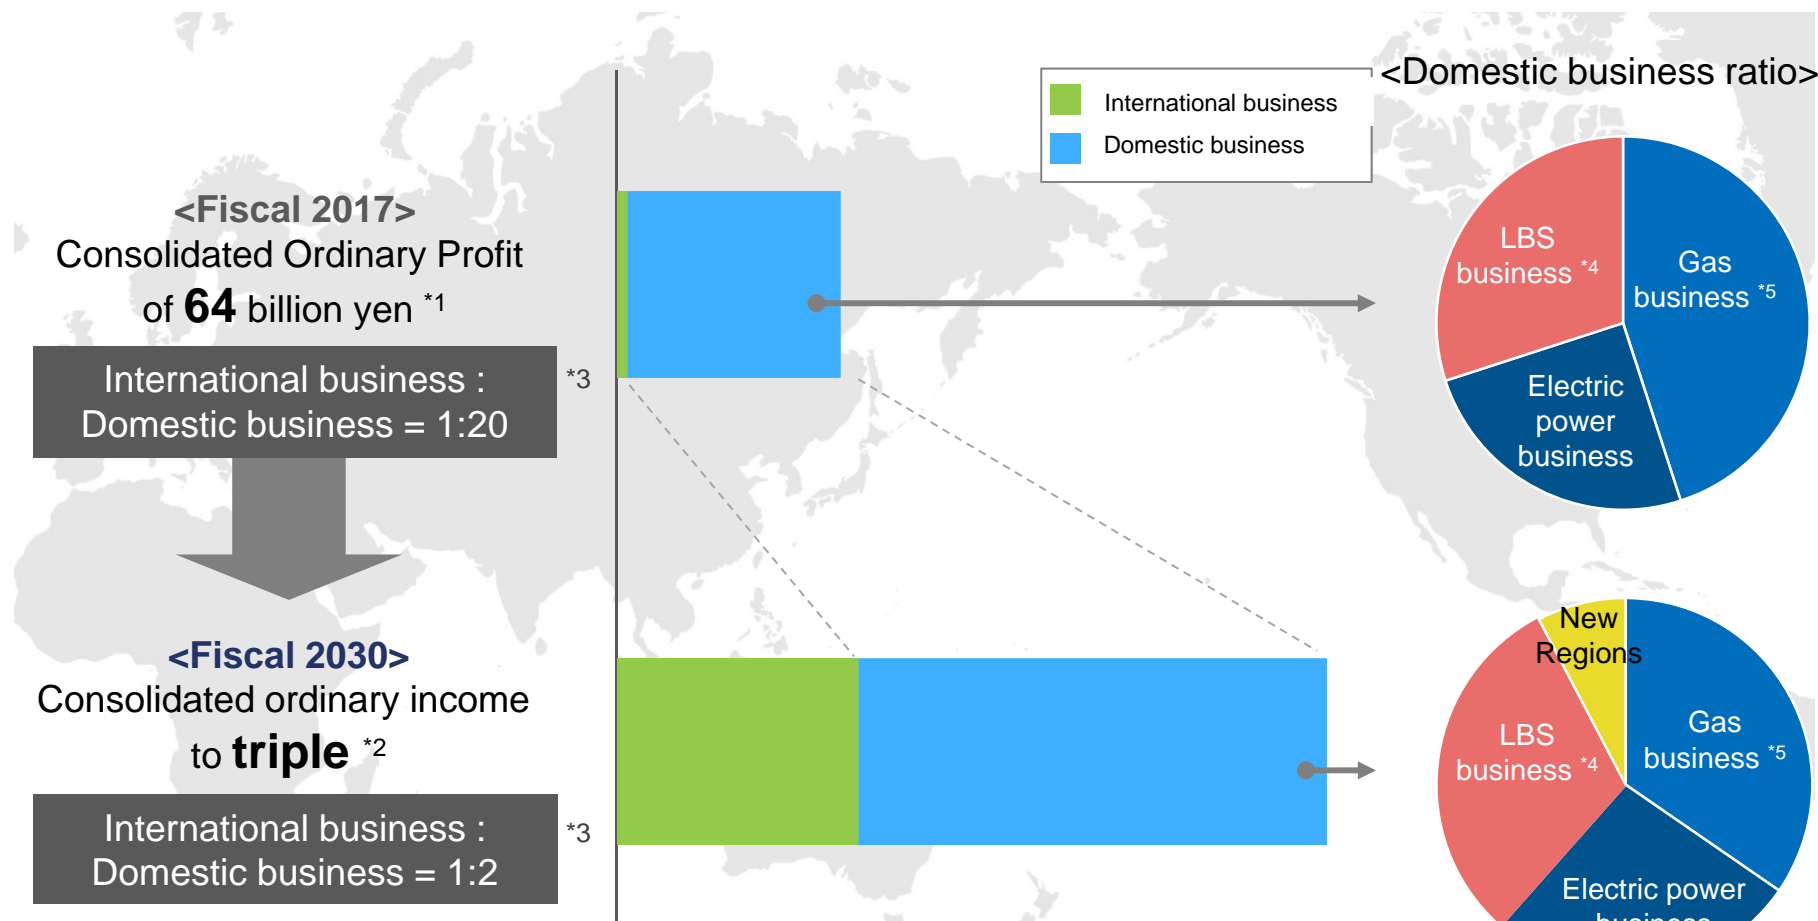 <Domestic business ratio>
International business
Domestic business
<Fiscal 2017>
Consolidated Ordinary Profit
of 64 billion yen *1
International business :
Domestic business = 1:20
*3
LBS
business *4
Gas
business *5
Electric
power
business
<Fiscal 2030>
Consolidated ordinary income
to triple *2
International business :
Domestic business = 1:2
*3
New
Regions
LBS
business *4
Gas
business *5
Electric power
business